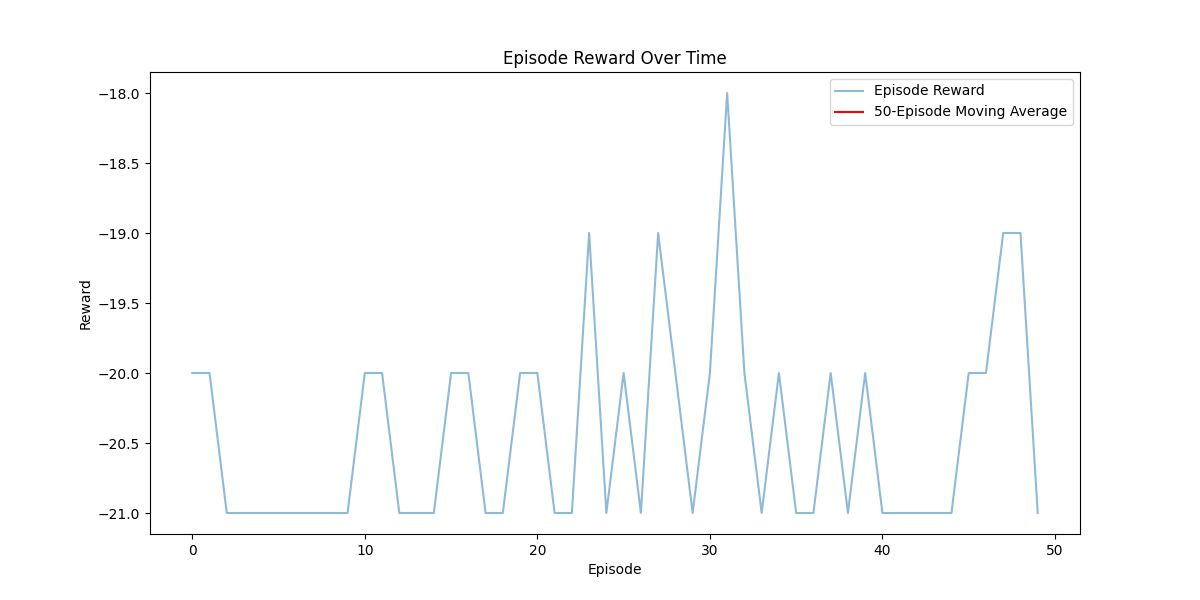 Episode Reward Over Time
Episode Reward
50-Episode Moving Average
−18.0
−18.5
−19.0
−19.5
−20.0
−20.5
−21.0
Reward
0 10 20 30 40 50
Episode